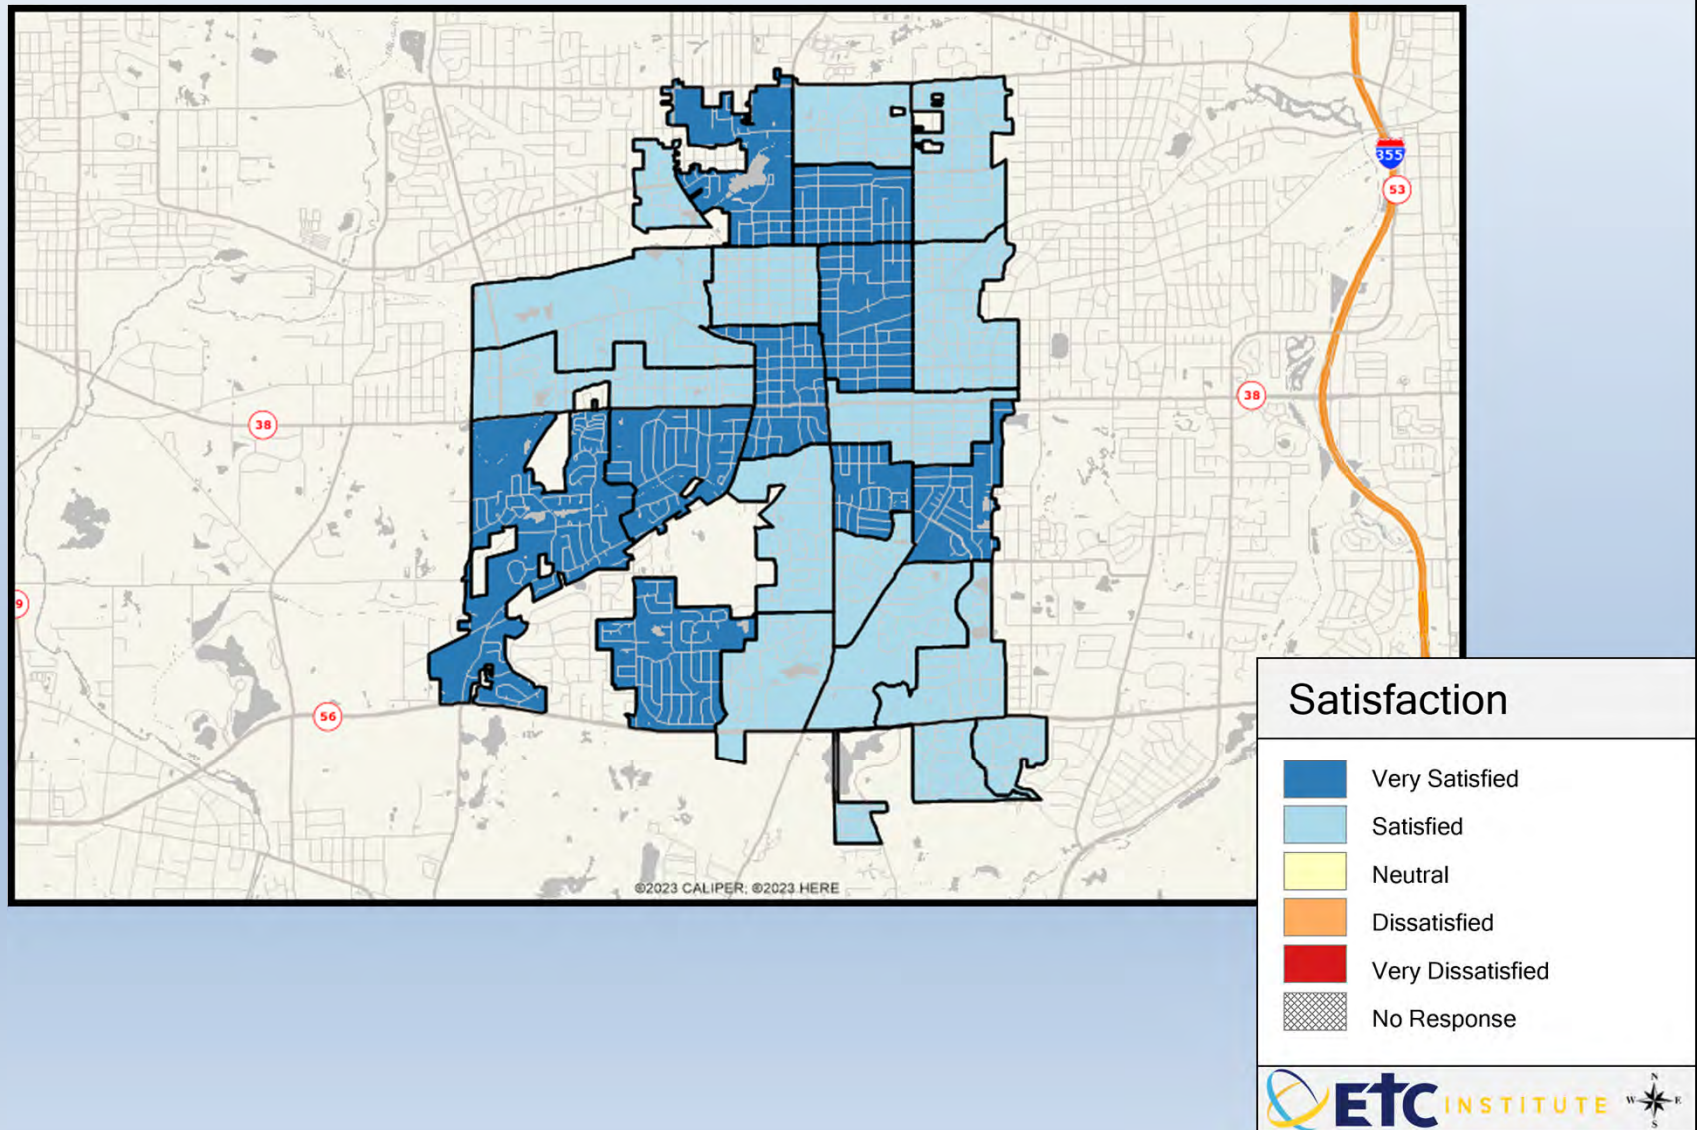 355
53
38
38
9
56
©2023 CALIPER; ©2023 HERE
Satisfaction
Very Satisfied
Satisfied
Neutral
Dissatisfied
Very Dissatisfied
No Response
ETC INSTITUTE
N
W E
S